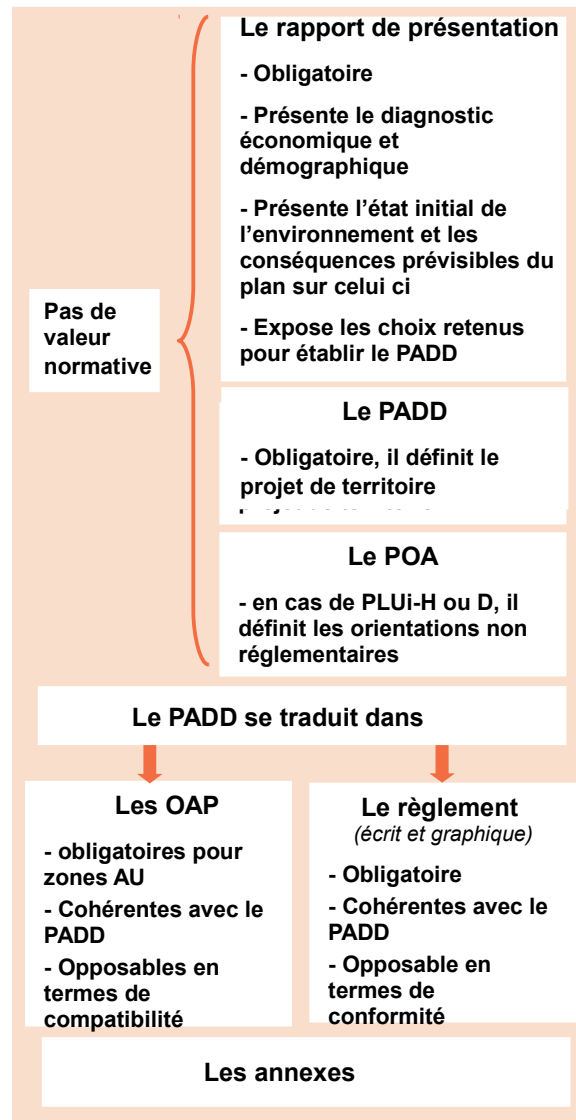 Le rapport de présentation
- Obligatoire
- Présente le diagnostic
économique et
démographique
- Présente l'état initial de
l'environnement et les
conséquences prévisibles du
plan sur celui ci
- Expose les choix retenus
pour établir le PADD
Pas de
valeur
normative
Le PADD
- Obligatoire, il définit le
projet de territoire
Le POA
- en cas de PLUi-H ou D, il
définit les orientations non
réglementaires
Le PADD se traduit dans
Les OAP
- obligatoires pour
zones AU
- Cohérentes avec le
PADD
- Opposables en
termes de
compatibilité
Le règlement
(écrit et graphique)
- Obligatoire
- Cohérentes avec le
PADD
- Opposable en
termes de
conformité
Les annexes